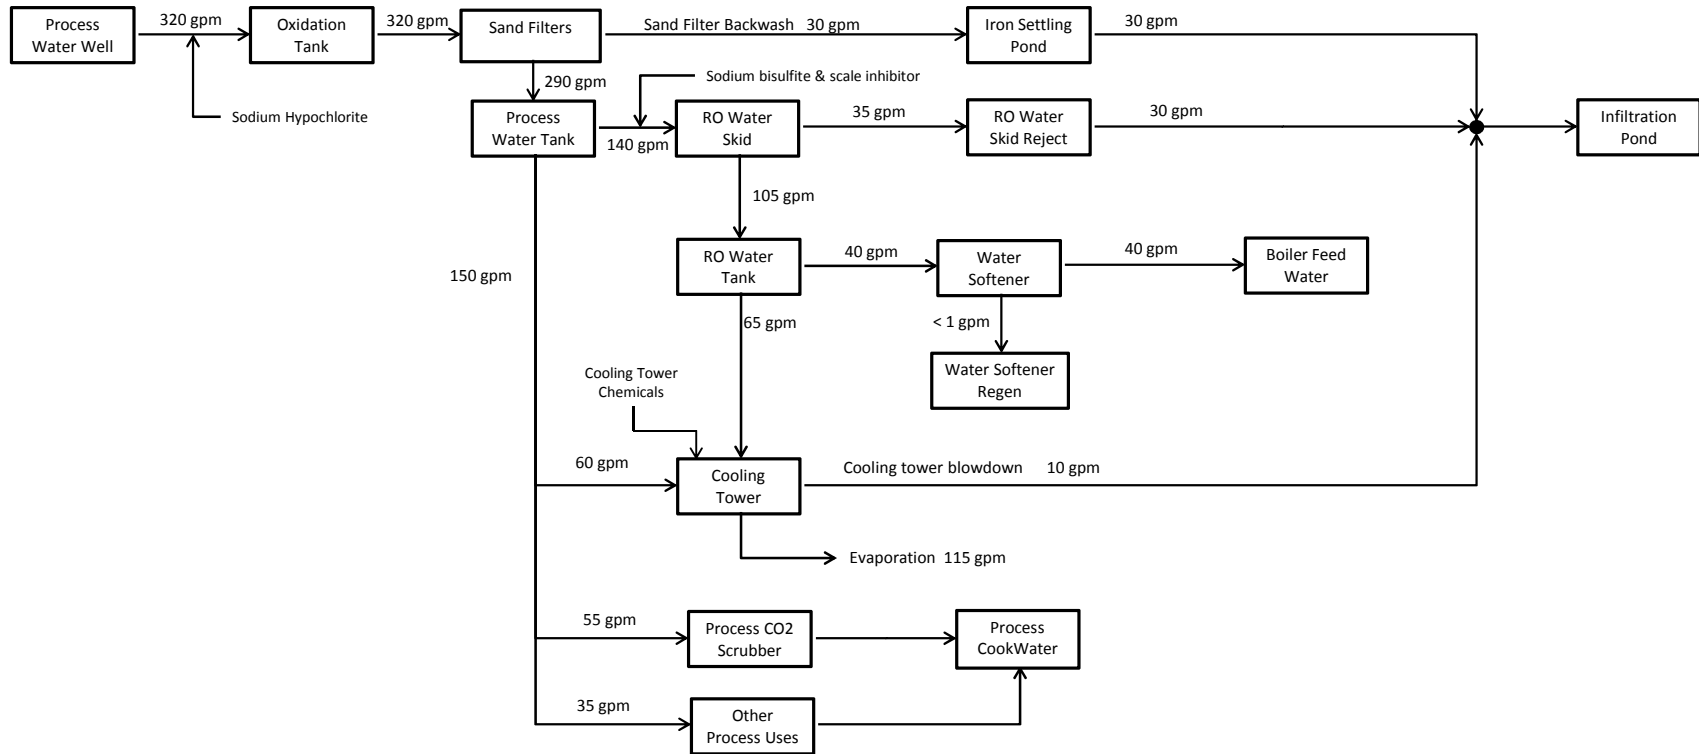 320 gpm
320 gpm
Process
Water Well
Oxidation
Tank
Sand Filters
Sand Filter Backwash 30 gpm
Iron Settling
Pond
30 gpm
290 gpm
Sodium bisulfite & scale inhibitor
Sodium Hypochlorite
Process
Water Tank
140 gpm
RO Water
Skid
35 gpm
RO Water
Skid Reject
30 gpm
Infiltration
Pond
105 gpm
150 gpm
RO Water
Tank
40 gpm
Water
Softener
40 gpm
Boiler Feed
Water
65 gpm
< 1 gpm
Water Softener
Regen
Cooling Tower
Chemicals
60 gpm
Cooling
Tower
Cooling tower blowdown 10 gpm
Evaporation 115 gpm
55 gpm
Process CO2
Scrubber
Process
CookWater
35 gpm
Other
Process Uses